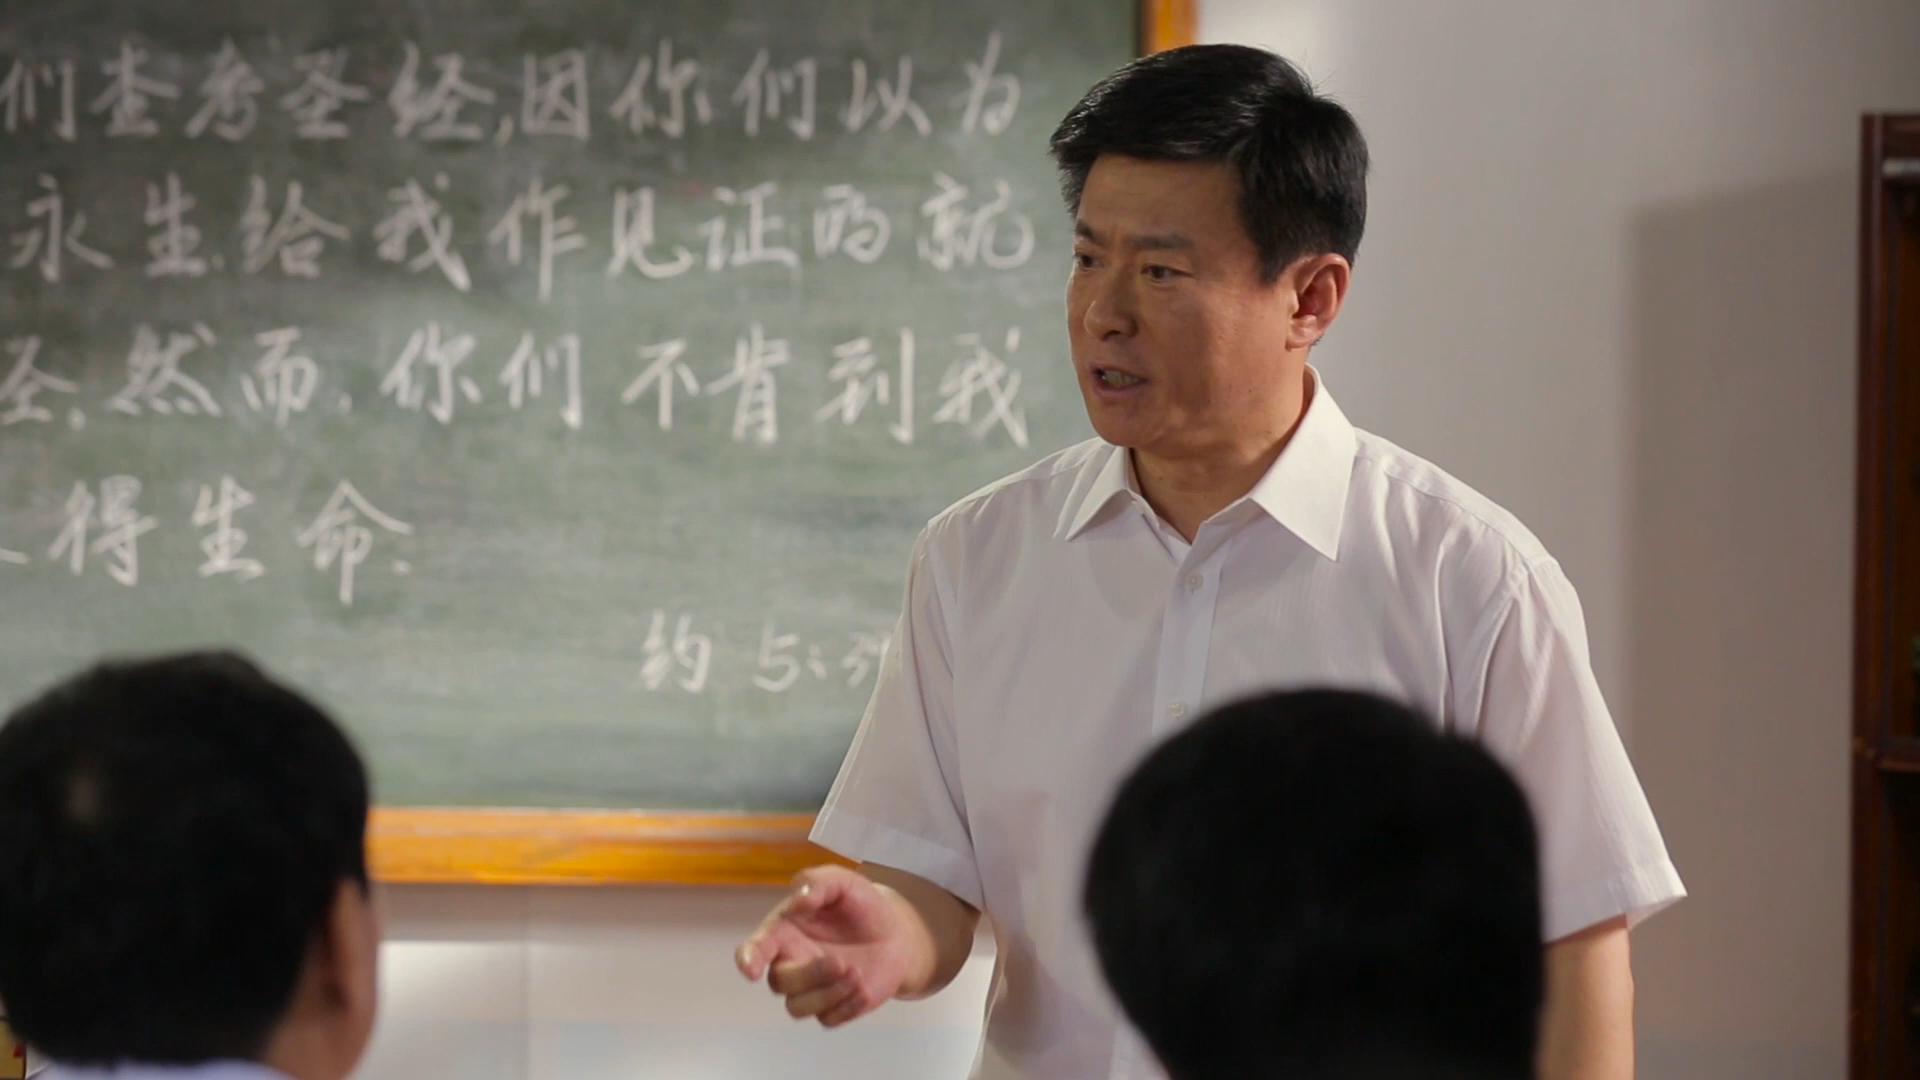 们查考圣经,因你们以为
永生.给我作见证的就
圣.然而,你们不肯到我
得生命.
约 5: